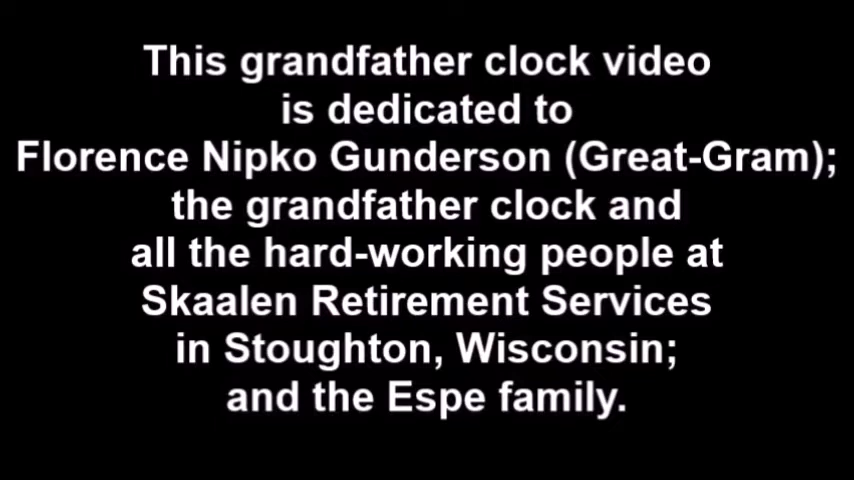 This grandfather clock video
is dedicated to
Florence Nipko Gunderson (Great-Gram);
the grandfather clock and
all the hard-working people at
Skaalen Retirement Services
in Stoughton, Wisconsin;
and the Espe family.